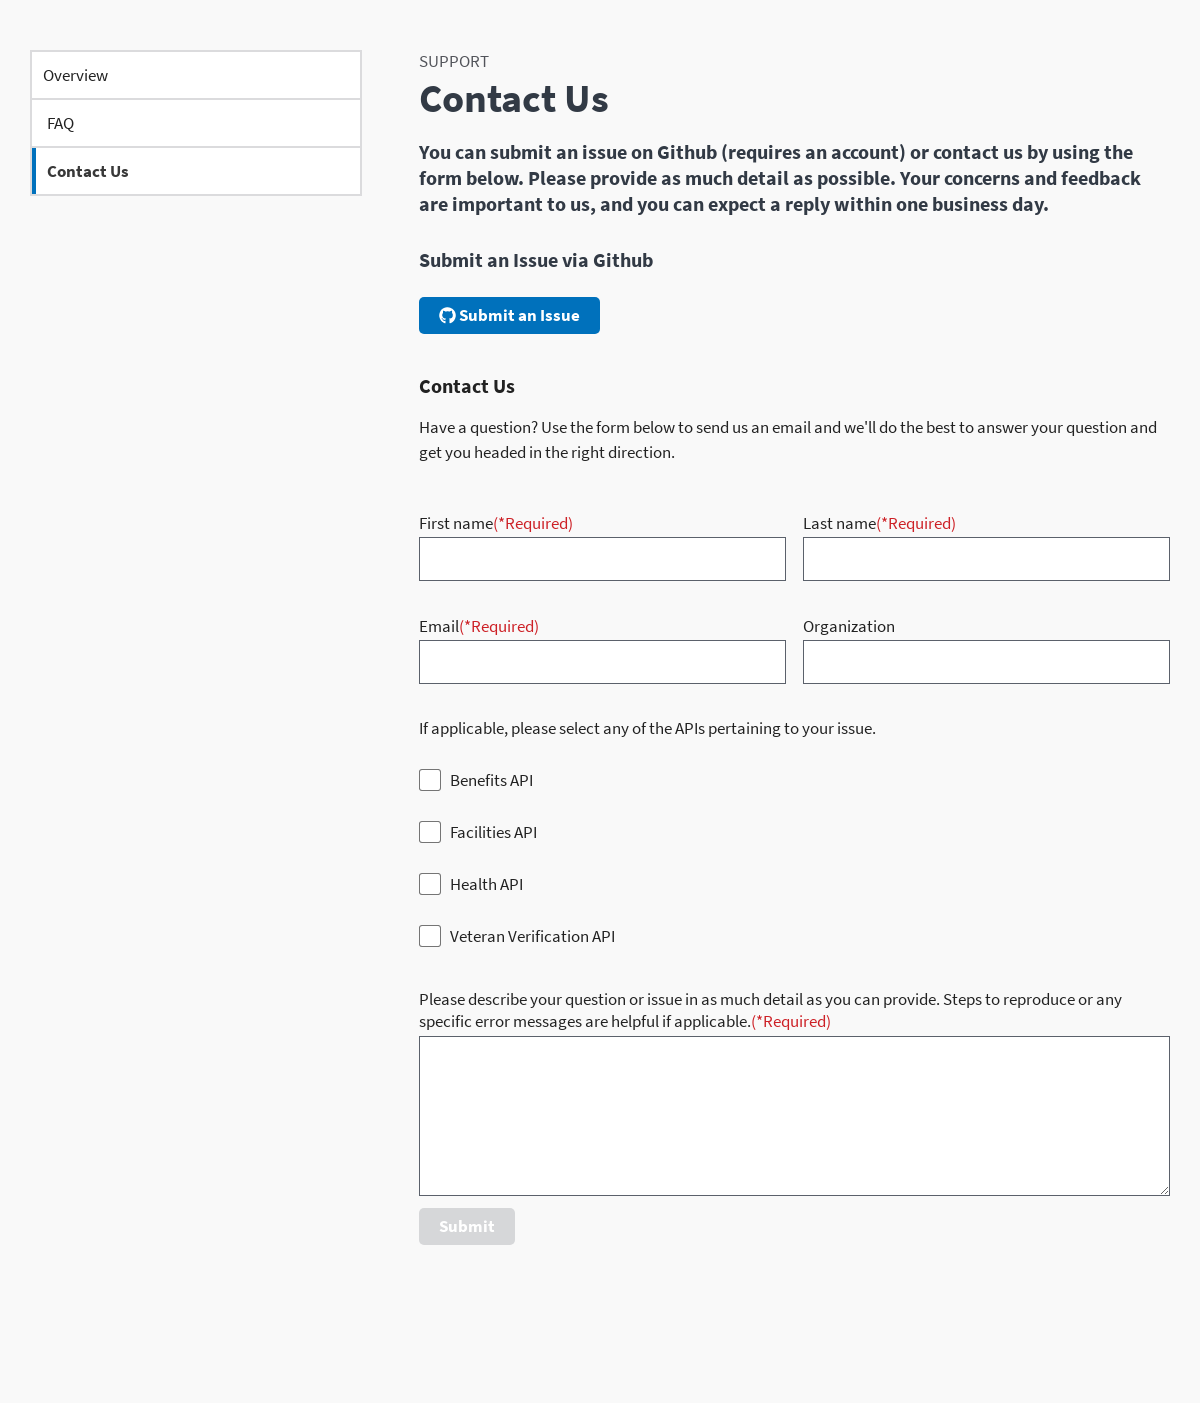 Overview
FAQ
Contact Us
SUPPORT
Contact Us
You can submit an issue on Github (requires an account) or contact us by using the
form below. Please provide as much detail as possible. Your concerns and feedback
are important to us, and you can expect a reply within one business day.
Submit an Issue via Github
Submit an Issue
Contact Us
Have a question? Use the form below to send us an email and we'll do the best to answer your question and
get you headed in the right direction.
First name(*Required)
Last name(*Required)
Email(*Required)
Organization
If applicable, please select any of the APIs pertaining to your issue.
Benefits API
Facilities API
Health API
Veteran Verification API
Please describe your question or issue in as much detail as you can provide. Steps to reproduce or any
specific error messages are helpful if applicable.(*Required)
Submit